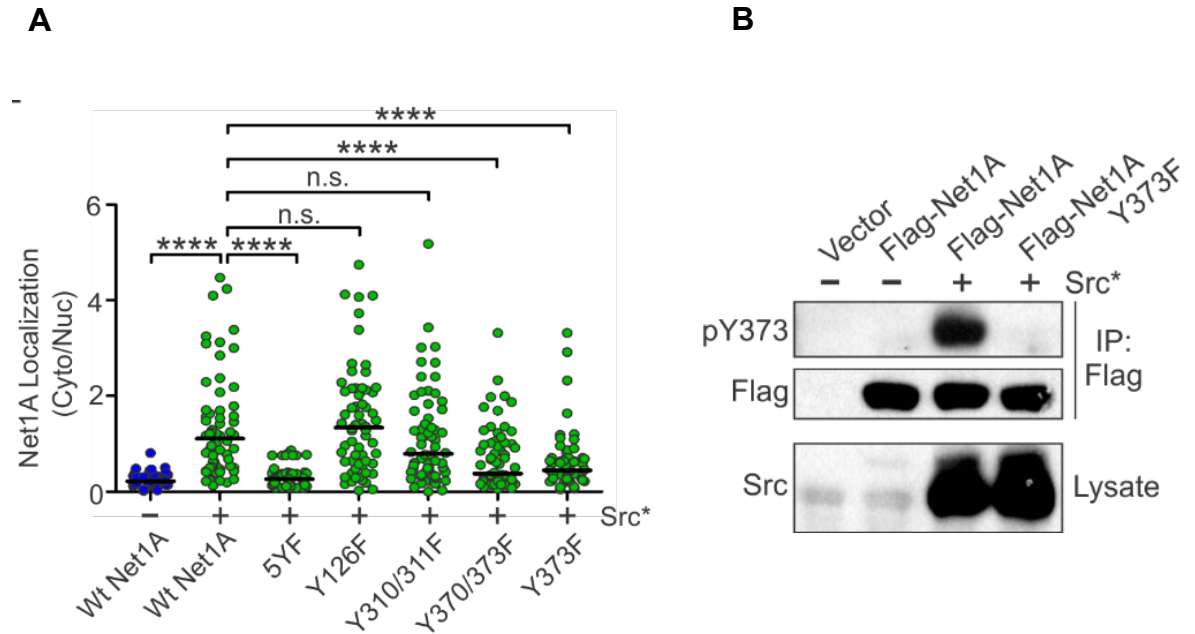 A
B
****
****
n.s.
n.s.
**** ****
6
4
2
0
Net1A Localization
(Cyto/Nuc)
− + + + + + + Src*
Wt Net1A
Wt Net1A
5YF
Y126F
Y310/311F
Y370/373F
Y373F
Vector
Flag-Net1A
Flag-Net1A
Flag-Net1A
Y373F
− − + + Src*
pY373
Flag
IP:
Flag
Src
Lysate